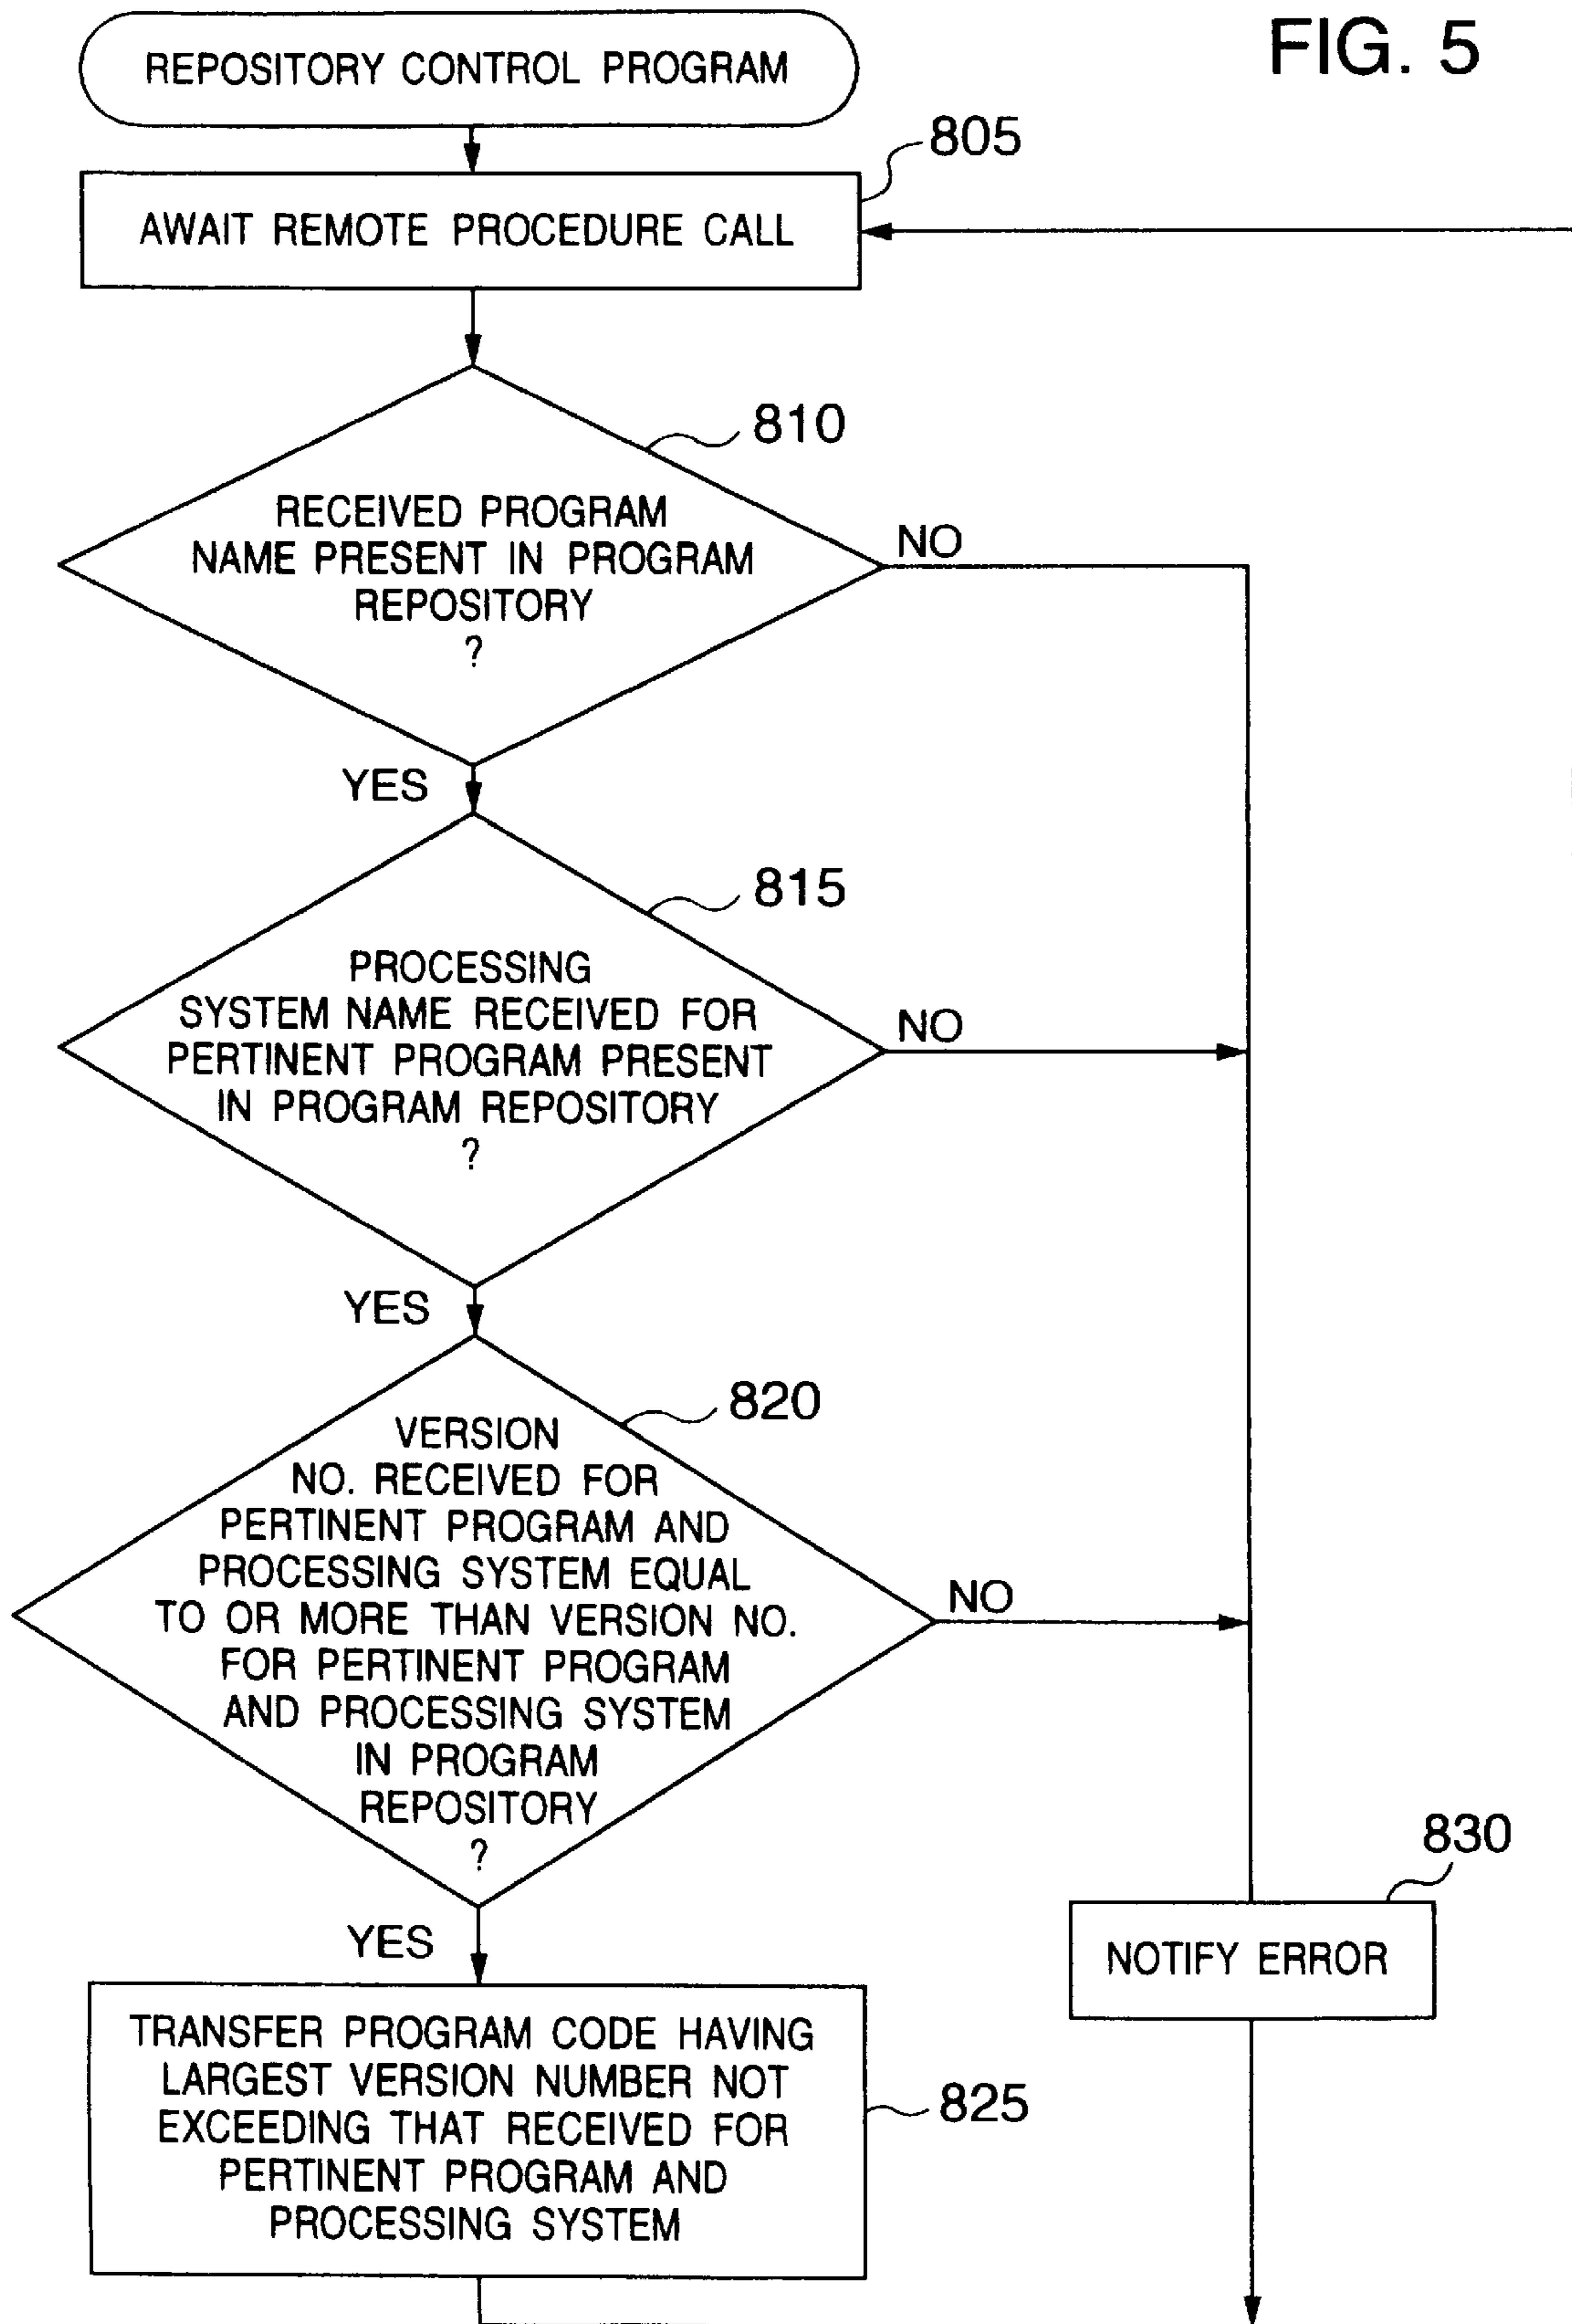 FIG. 5
REPOSITORY CONTROL PROGRAM
805
AWAIT REMOTE PROCEDURE CALL
810
RECEIVED PROGRAM
NAME PRESENT IN PROGRAM
REPOSITORY
?
NO
YES
815
PROCESSING
SYSTEM NAME RECEIVED FOR
PERTINENT PROGRAM PRESENT
IN PROGRAM REPOSITORY
?
NO
YES
820
VERSION
NO. RECEIVED FOR
PERTINENT PROGRAM AND
PROCESSING SYSTEM EQUAL
TO OR MORE THAN VERSION NO.
FOR PERTINENT PROGRAM
AND PROCESSING SYSTEM
IN PROGRAM
REPOSITORY
?
NO
YES
830
NOTIFY ERROR
TRANSFER PROGRAM CODE HAVING
LARGEST VERSION NUMBER NOT
EXCEEDING THAT RECEIVED FOR
PERTINENT PROGRAM AND
PROCESSING SYSTEM
825